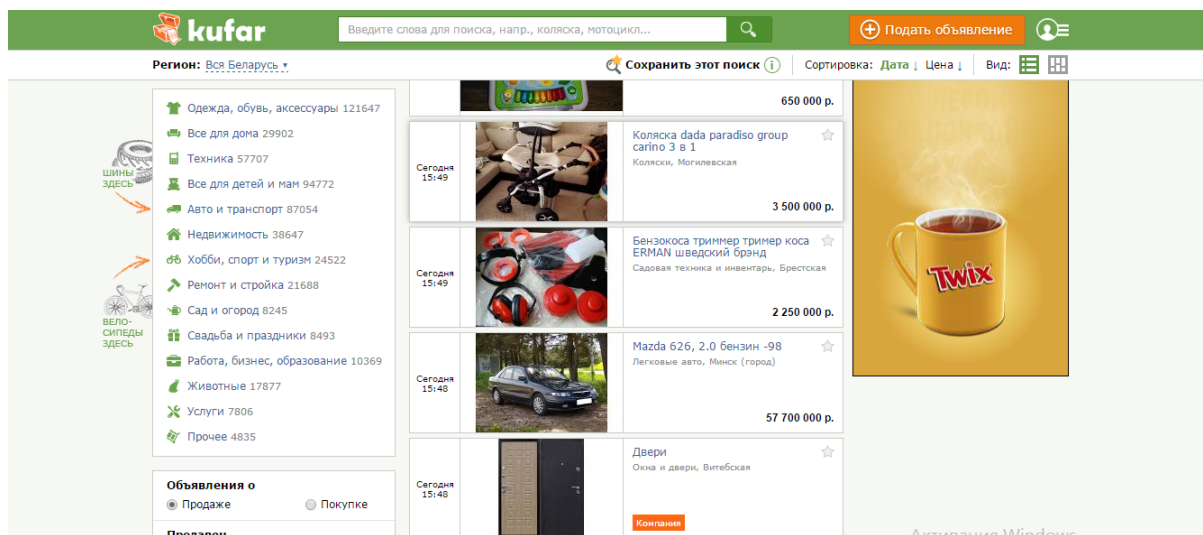 kufar
Введите слова для поиска, напр., коляска, мотоцикл...
Подать объявление
Регион: Вся Беларусь
Сохранить этот поиск i
Сортировка: Дата ↓ Цена ↓
Вид:
ШИНЫ
ЗДЕСЬ
ВЕЛО-
СИПЕДЫ
ЗДЕСЬ
Одежда, обувь, аксессуары 121647
Все для дома 29902
Техника 57707
Все для детей и мам 94772
Авто и транспорт 87054
Недвижимость 38647
Хобби, спорт и туризм 24522
Ремонт и стройка 21688
Сад и огород 8245
Свадьба и праздники 8493
Работа, бизнес, образование 10369
Животные 17877
Услуги 7806
Прочее 4835
Объявления о
Продаже
Покупке
Продавец
650 000 р.
Сегодня
15:49
Коляска dada paradiso group
carino 3 в 1
Коляски, Могилевская
3 500 000 р.
Сегодня
15:49
Бензокоса триммер тример коса
ERMAN шведский брэнд
Садовая техника и инвентарь, Брестская
2 250 000 р.
Сегодня
15:48
Mazda 626, 2.0 бензин -98
Легковые авто, Минск (город)
57 700 000 р.
Сегодня
15:48
Двери
Окна и двери, Витебская
Компания
Twix
Активация Windows